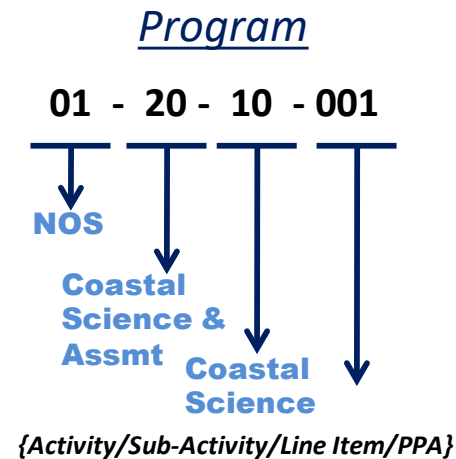 Program
01 - 20 - 10 - 001
NOS
Coastal
Science &
Assmt
Coastal
Science
{Activity/Sub-Activity/Line Item/PPA}